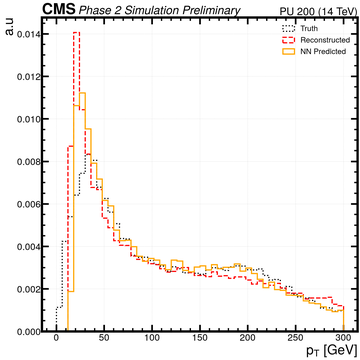 CMS Phase 2 Simulation Preliminary PU 200 (14 TeV)
a.u
Truth
Reconstructed
NN Predicted
0.014
0.012
0.010
0.008
0.006
0.004
0.002
0.000
0 50 100 150 200 250 300
pT [GeV]